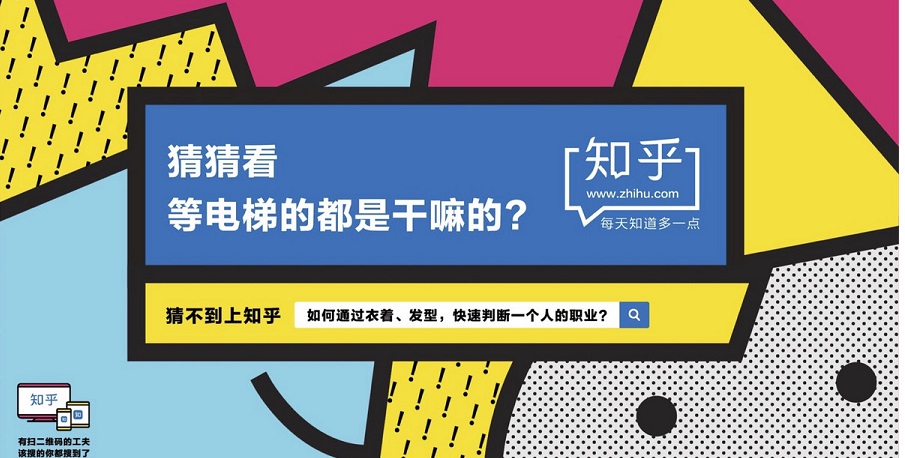 猜猜看
等电梯的都是干嘛的?
知乎
www.zhihu.com
每天知道多一点
猜不到上知乎
如何通过衣着、发型，快速判断一个人的职业?
知乎
有扫二维码的工夫
该搜的你都搜到了